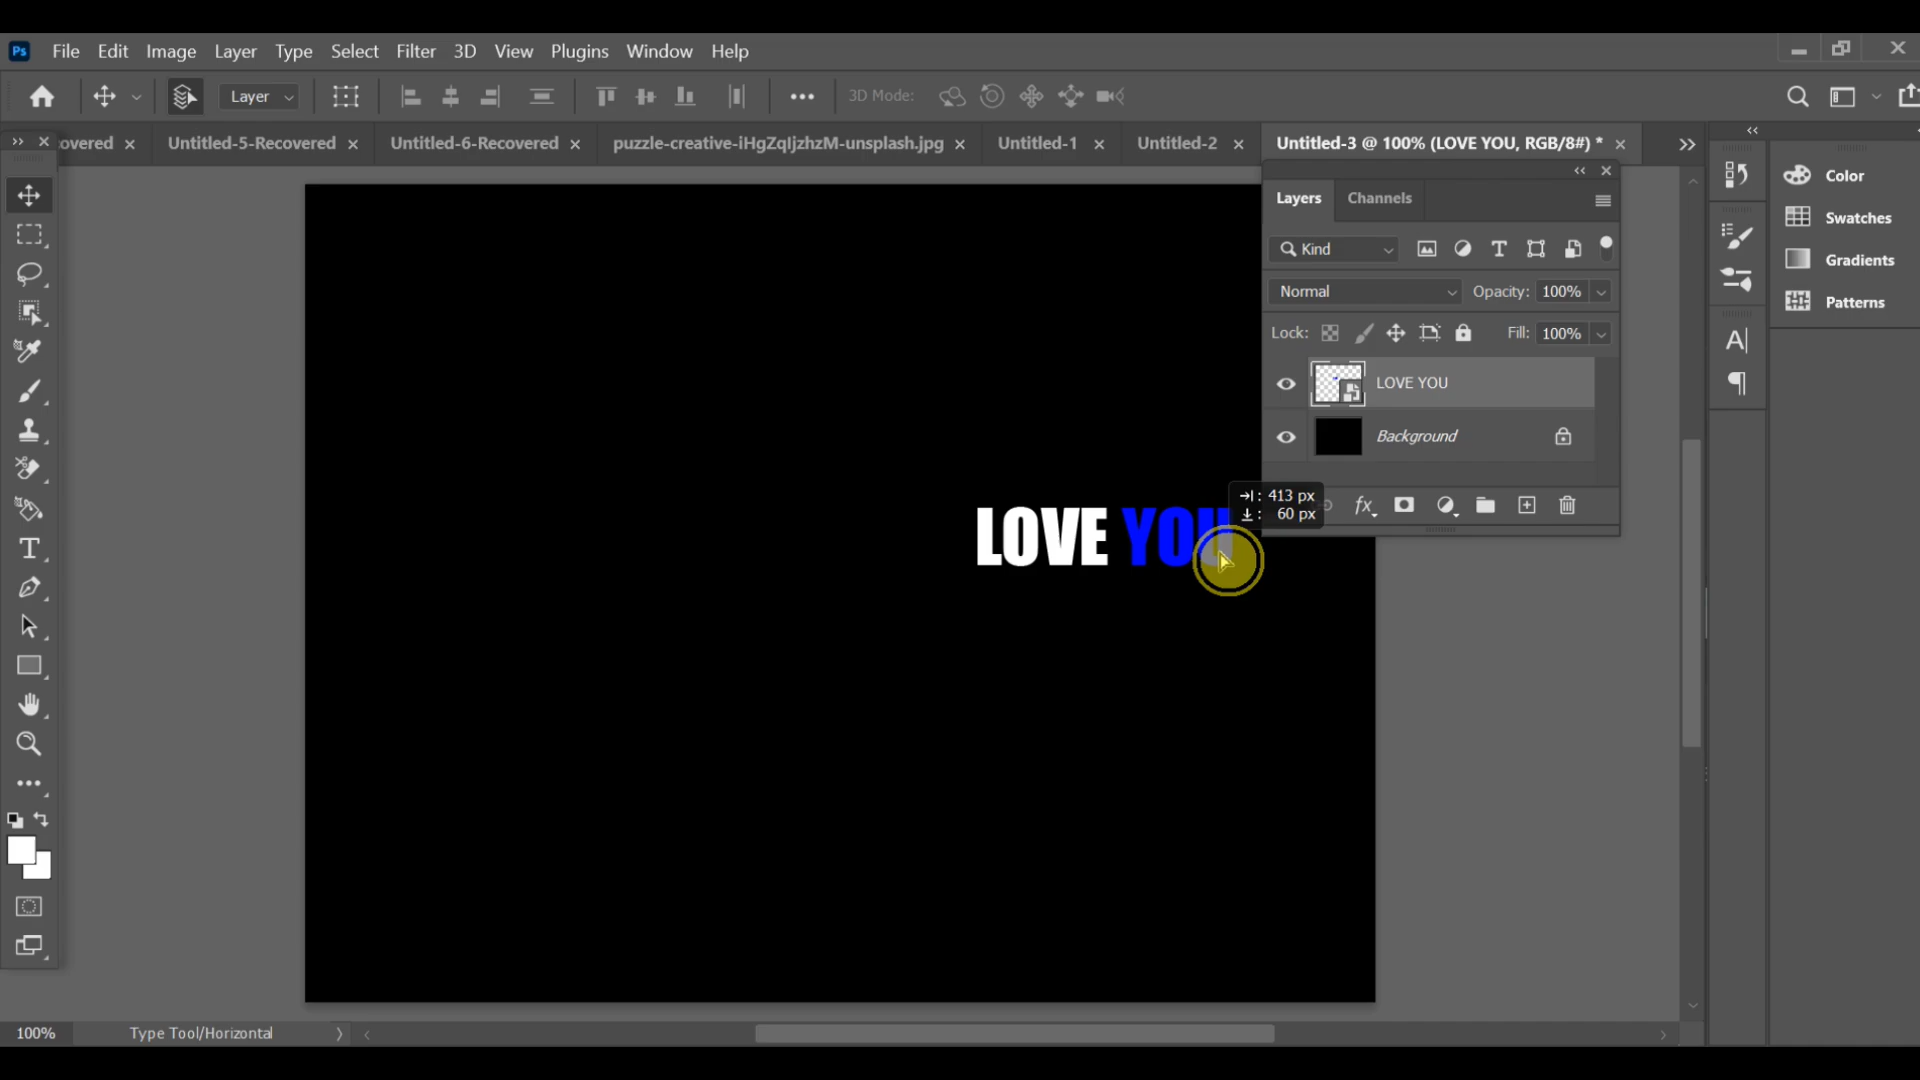 Ps File Edit Image Layer Type Select Filter 3D View Plugins Window Help
Layer 3D Mode:
overed Untitled-5-Recovered Untitled-6-Recovered puzzle-creative-iHgZqIjzhzM-unsplash.jpg Untitled-1 Untitled-2 Untitled-3 @ 100% (LOVE YOU, RGB/8#) *
Layers Channels
Kind
Normal Opacity: 100%
Lock: Fill: 100%
LOVE YOU
Background
fx
Color
Swatches
Gradients
Patterns
413 px
60 px
LOVE YOU
100% Type Tool/Horizontal